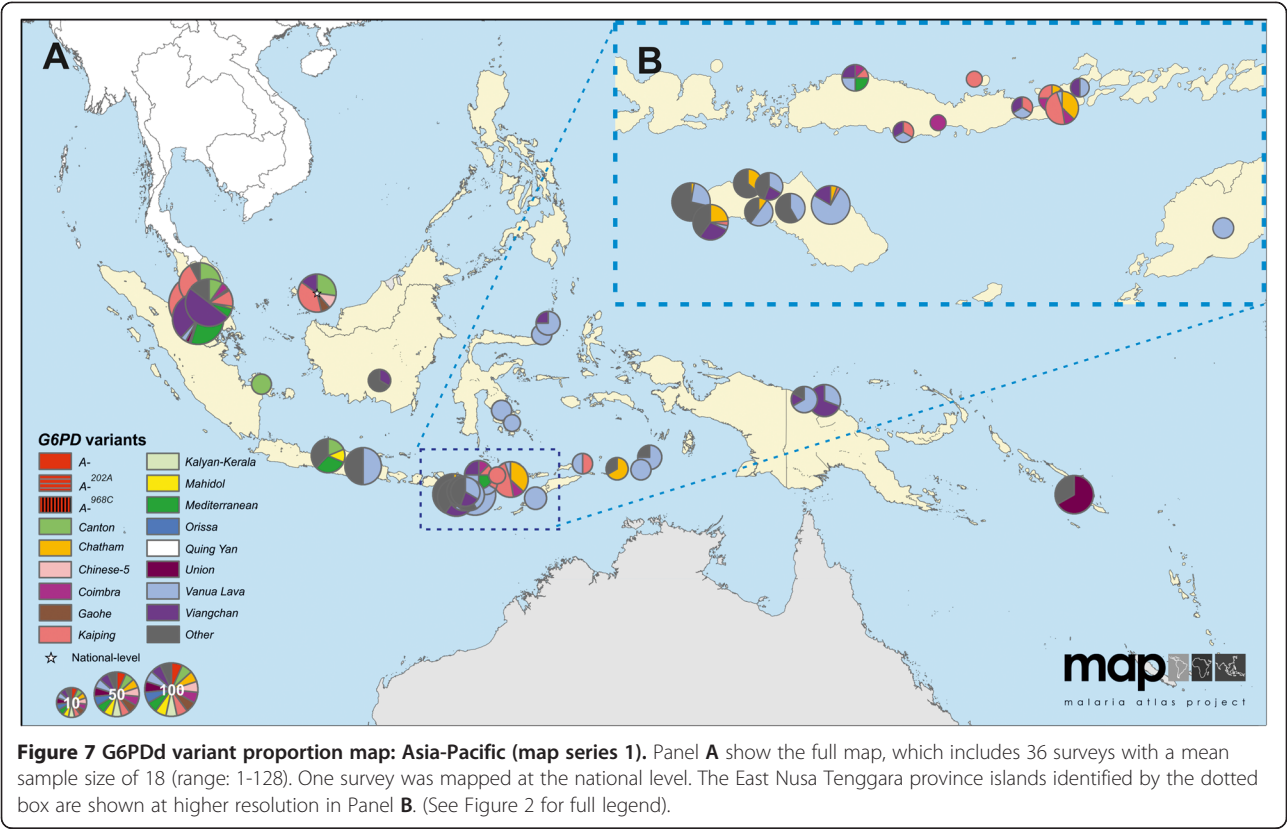 A
B
G6PD variants
A-
A-202A
A-968C
Canton
Chatham
Chinese-5
Coimbra
Gaohe
Kaiping
Kalyan-Kerala
Mahidol
Mediterranean
Orissa
Quing Yan
Union
Vanua Lava
Viangchan
Other
National-level
10
50
100
map
malaria atlas project
Figure 7 G6PDd variant proportion map: Asia-Pacific (map series 1). Panel A show the full map, which includes 36 surveys with a mean
sample size of 18 (range: 1-128). One survey was mapped at the national level. The East Nusa Tenggara province islands identified by the dotted
box are shown at higher resolution in Panel B. (See Figure 2 for full legend).